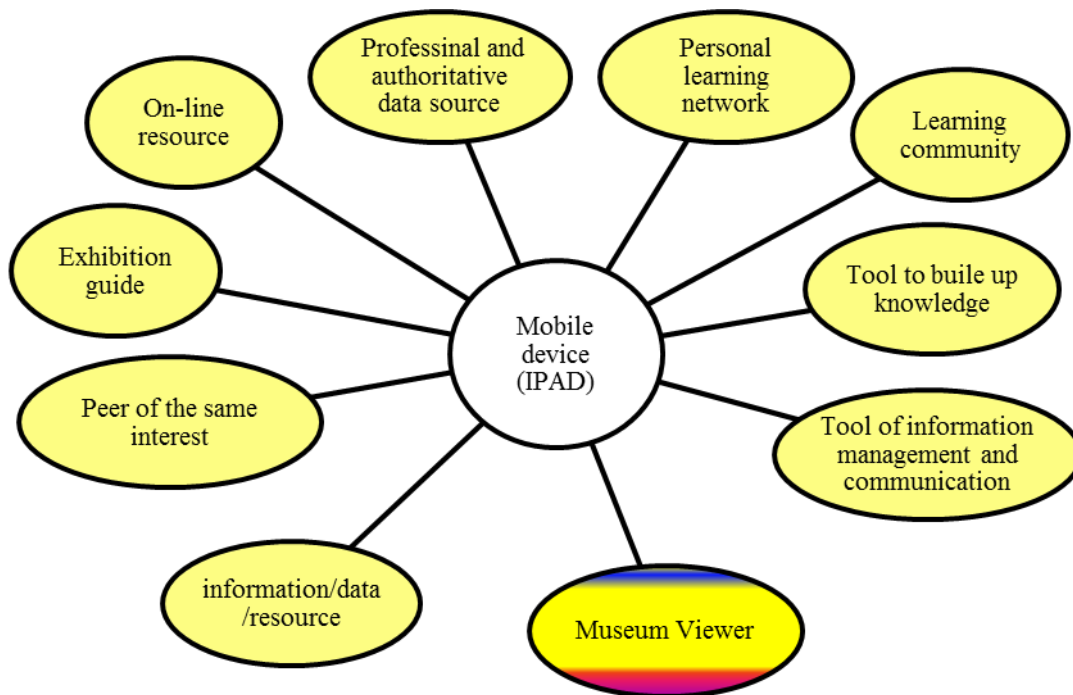 Professinal and
authoritative
data source
Personal
learning
network
On-line
resource
Learning
community
Exhibition
guide
Tool to buile up
knowledge
Mobile
device
(IPAD)
Peer of the same
interest
Tool of information
management and
communication
information/data
/resource
Museum Viewer